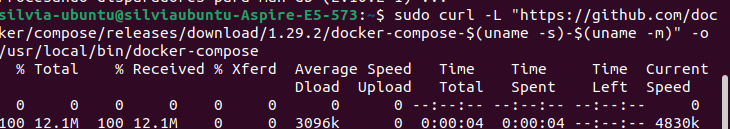 silvia-ubuntu@silviaubuntu-Aspire-E5-573:~$ sudo curl -L "https://github.com/doc
ker/compose/releases/download/1.29.2/docker-compose-$(uname -s)-$(uname -m)" -o
/usr/local/bin/docker-compose
% Total % Received % Xferd Average Speed Time Time Time Current
Dload Upload Total Spent Left Speed
0 0 0 0 0 0 0 0 --:--:-- --:--:-- --:--:-- 0
100 12.1M 100 12.1M 0 0 3096k 0 0:00:04 0:00:04 --:--:-- 4830k